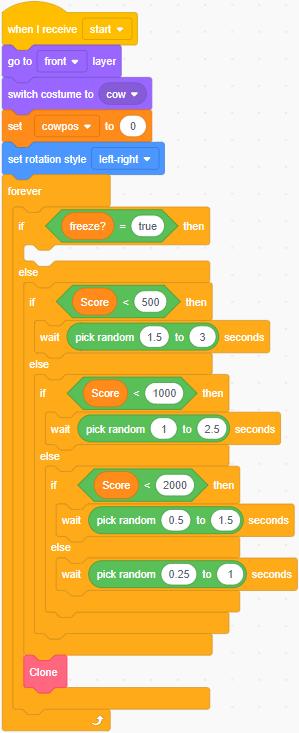 when I receive start
go to front layer
switch costume to cow
set cowpos to 0
set rotation style left-right
forever
if freeze? = true then
else
if Score < 500 then
wait pick random 1.5 to 3 seconds
else
if Score < 1000 then
wait pick random 1 to 2.5 seconds
else
if Score < 2000 then
wait pick random 0.5 to 1.5 seconds
else
wait pick random 0.25 to 1 seconds
Clone